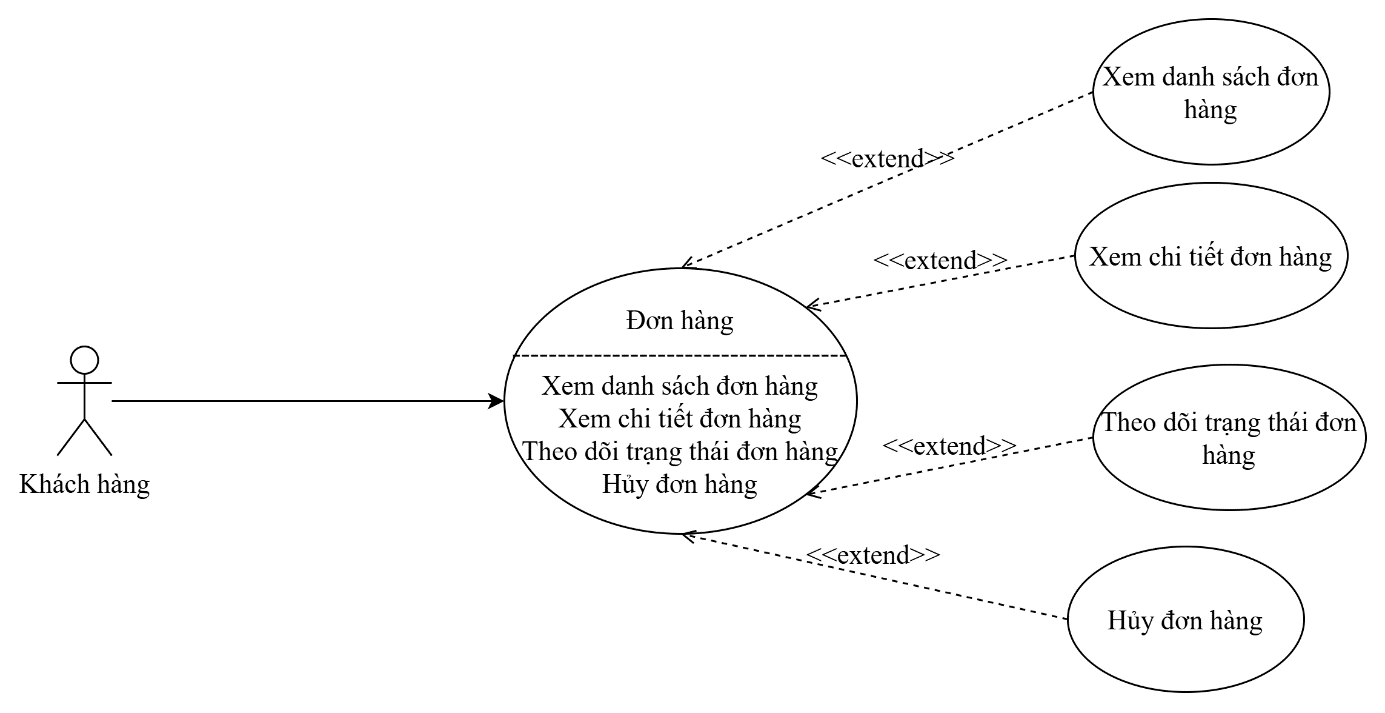 Xem danh sách đơn
hàng
<<extend>>
Xem chi tiết đơn hàng
<<extend>>
Đơn hàng
Xem danh sách đơn hàng
Xem chi tiết đơn hàng
Theo dõi trạng thái đơn hàng
Hủy đơn hàng
Khách hàng
<<extend>>
Theo dõi trạng thái đơn
hàng
<<extend>>
Hủy đơn hàng